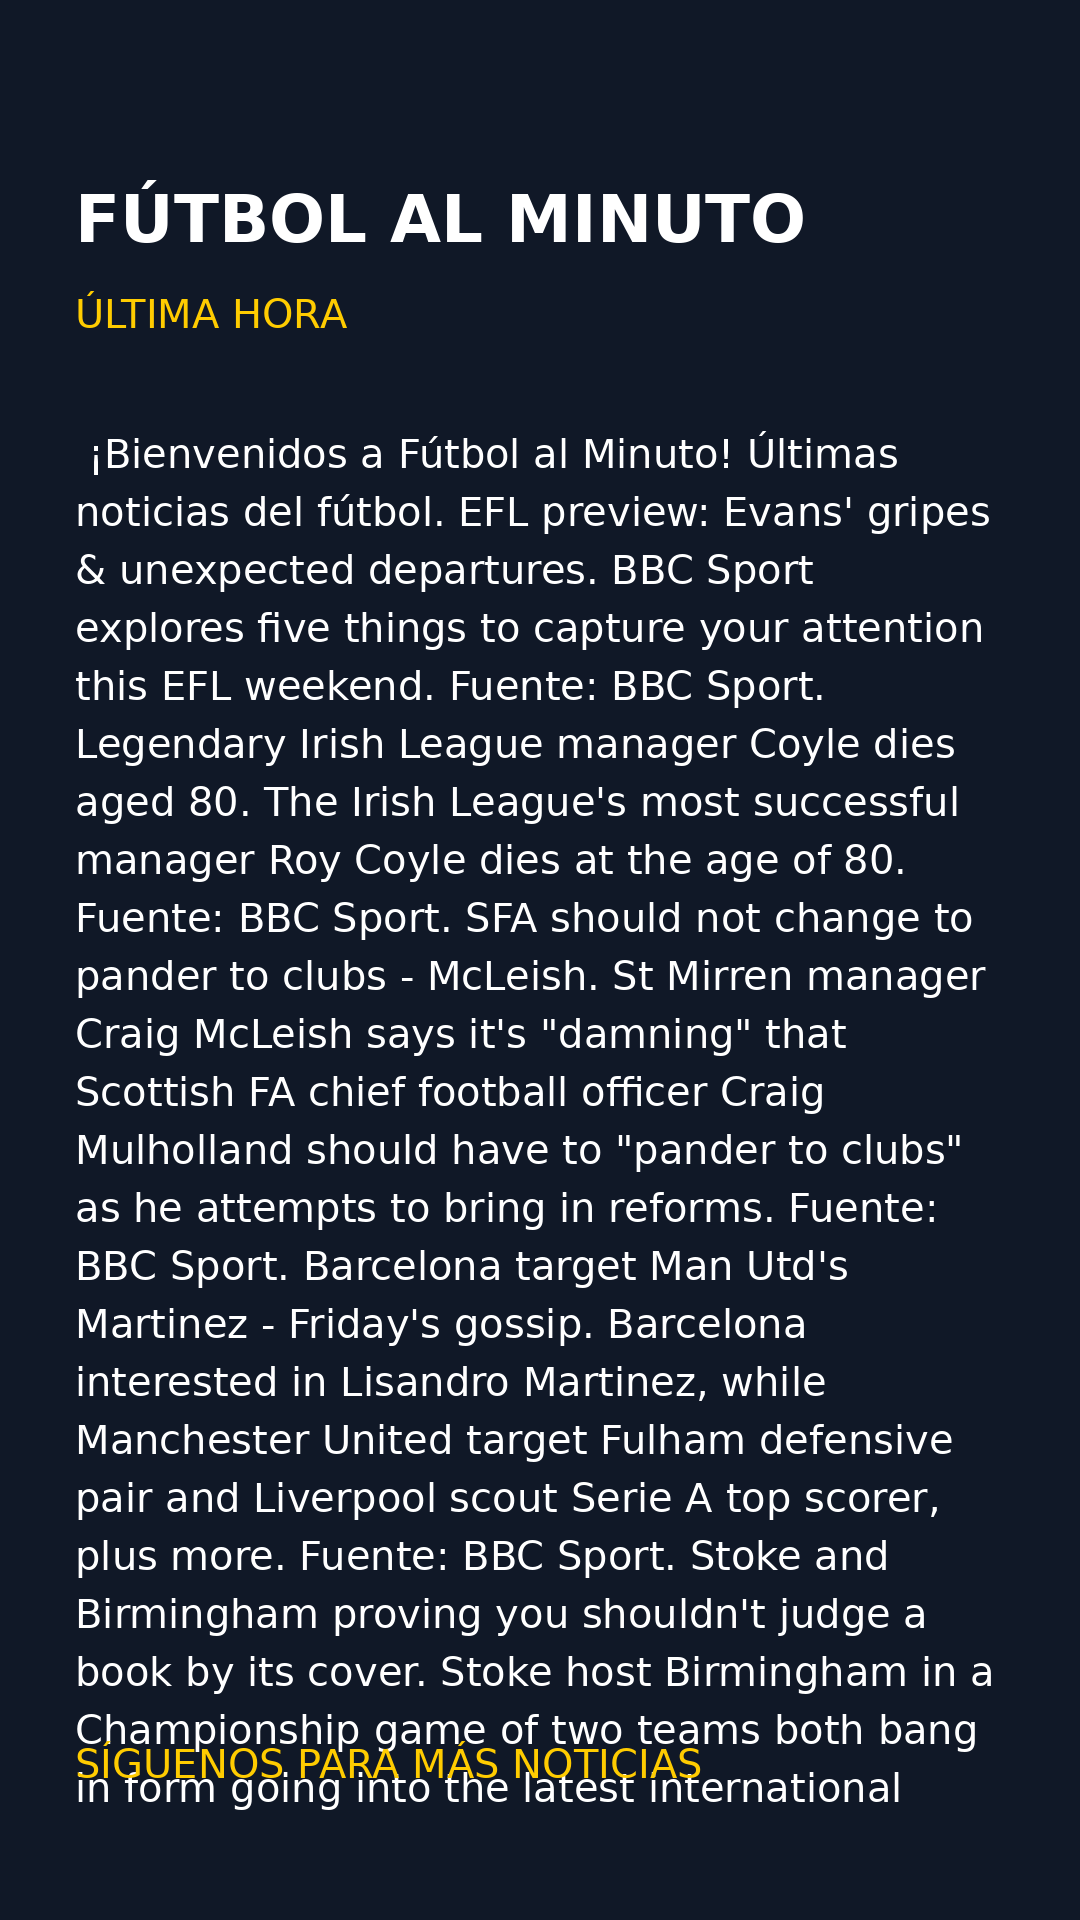 FÚTBOL AL MINUTO
ÚLTIMA HORA
¡Bienvenidos a Fútbol al Minuto! Últimas
noticias del fútbol. EFL preview: Evans' gripes
& unexpected departures. BBC Sport
explores five things to capture your attention
this EFL weekend. Fuente: BBC Sport.
Legendary Irish League manager Coyle dies
aged 80. The Irish League's most successful
manager Roy Coyle dies at the age of 80.
Fuente: BBC Sport. SFA should not change to
pander to clubs - McLeish. St Mirren manager
Craig McLeish says it's "damning" that
Scottish FA chief football officer Craig
Mulholland should have to "pander to clubs"
as he attempts to bring in reforms. Fuente:
BBC Sport. Barcelona target Man Utd's
Martinez - Friday's gossip. Barcelona
interested in Lisandro Martinez, while
Manchester United target Fulham defensive
pair and Liverpool scout Serie A top scorer,
plus more. Fuente: BBC Sport. Stoke and
Birmingham proving you shouldn't judge a
book by its cover. Stoke host Birmingham in a
Championship game of two teams both bang
SÍGUENOS PARA MÁS NOTICIAS
in form going into the latest international